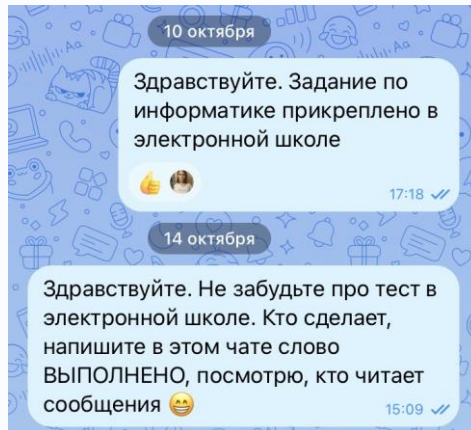 10 октября
Здравствуйте. Задание по
информатике прикреплено в
электронной школе
👍
17:18
14 октября
Здравствуйте. Не забудьте про тест в
электронной школе. Кто сделает,
напишите в этом чате слово
ВЫПОЛНЕНО, посмотрю, кто читает
сообщения 😁
15:09